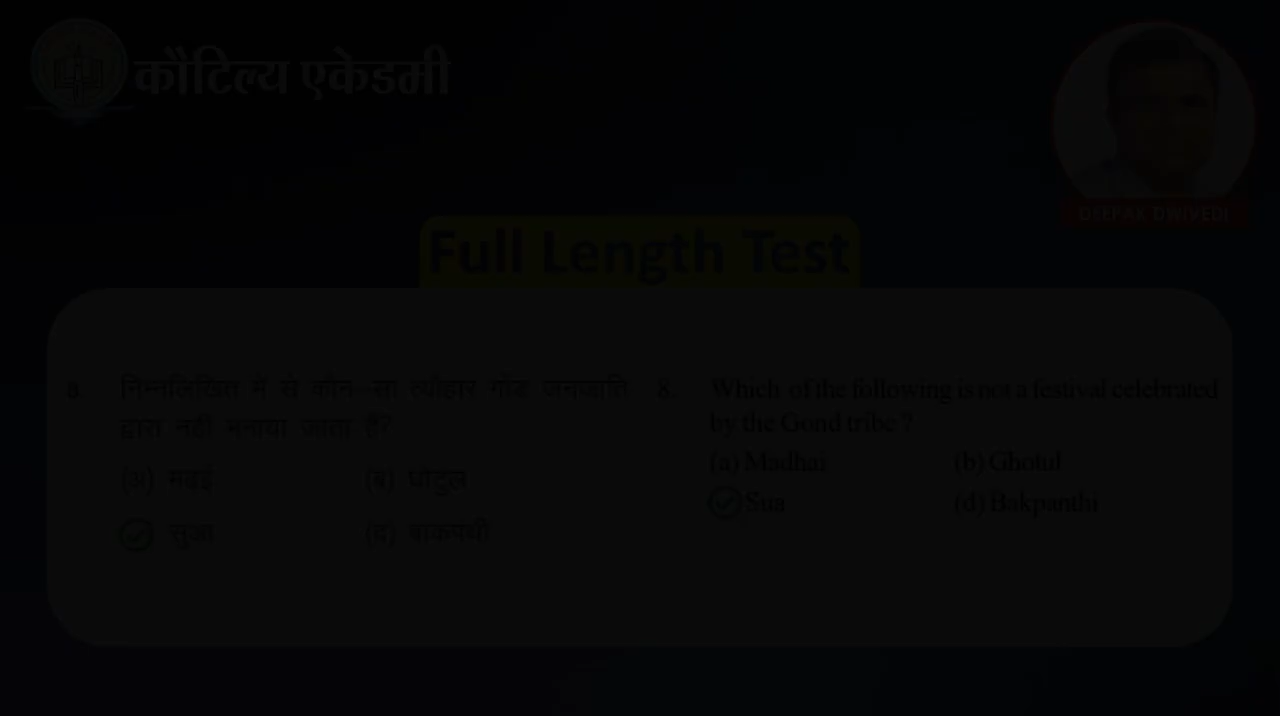 कौटिल्य एकेडमी
DEEPAK DWIVEDI
Full Length Test
8. निम्नलिखित में से कौन-सा त्यौहार गोंड जनजाति
द्वारा नहीं मनाया जाता है?
(अ) मड़ई (ब) घोटुल
सुआ (द) बाकपंथी
8. Which of the following is not a festival celebrated
by the Gond tribe ?
(a) Madhai (b) Ghotul
Sua (d) Bakpanthi